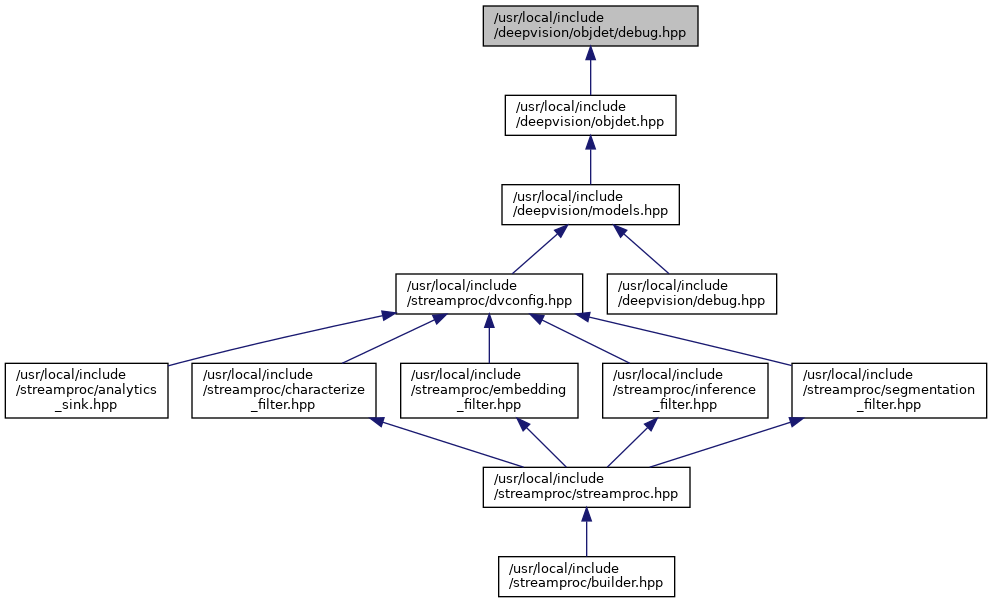 /usr/local/include
/deepvision/objdet/debug.hpp
/usr/local/include
/deepvision/objdet.hpp
/usr/local/include
/deepvision/models.hpp
/usr/local/include
/streamproc/dvconfig.hpp
/usr/local/include
/deepvision/debug.hpp
/usr/local/include
/streamproc/analytics
_sink.hpp
/usr/local/include
/streamproc/characterize
_filter.hpp
/usr/local/include
/streamproc/embedding
_filter.hpp
/usr/local/include
/streamproc/inference
_filter.hpp
/usr/local/include
/streamproc/segmentation
_filter.hpp
/usr/local/include
/streamproc/streamproc.hpp
/usr/local/include
/streamproc/builder.hpp